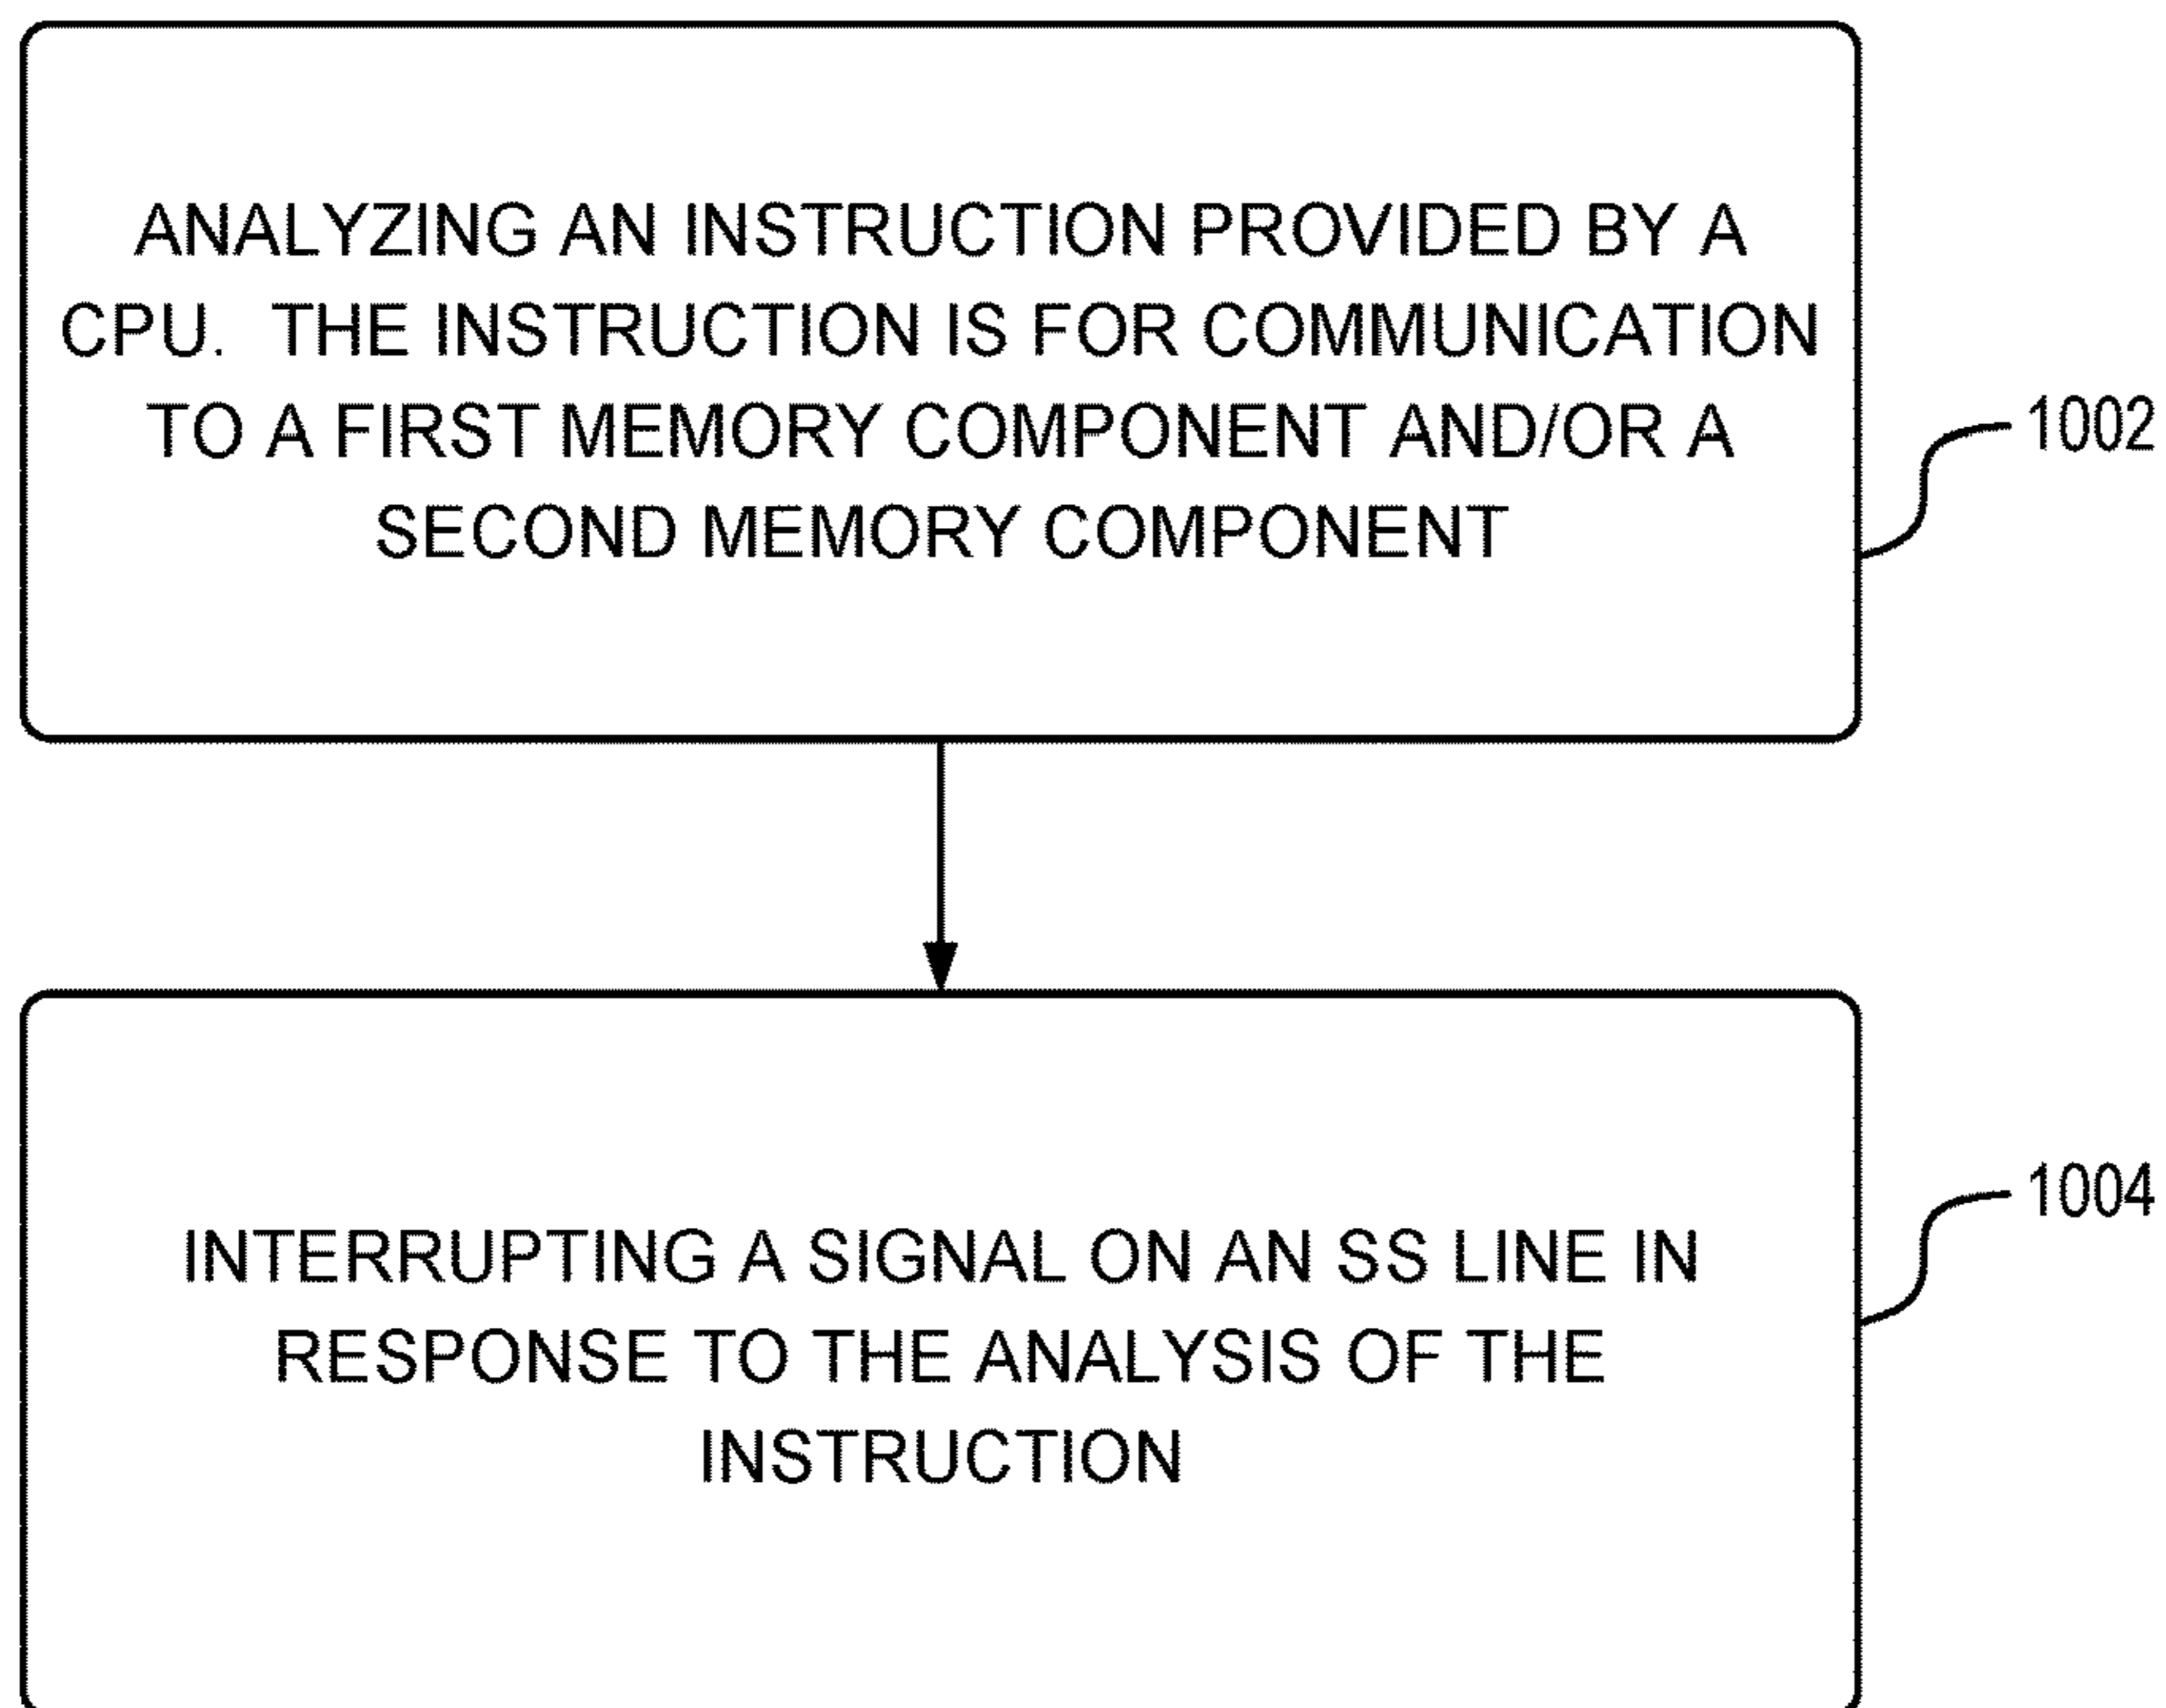 ANALYZING AN INSTRUCTION PROVIDED BY A
CPU.  THE INSTRUCTION IS FOR COMMUNICATION
TO A FIRST MEMORY COMPONENT AND/OR A
SECOND MEMORY COMPONENT
1002
INTERRUPTING A SIGNAL ON AN SS LINE IN
RESPONSE TO THE ANALYSIS OF THE
INSTRUCTION
1004